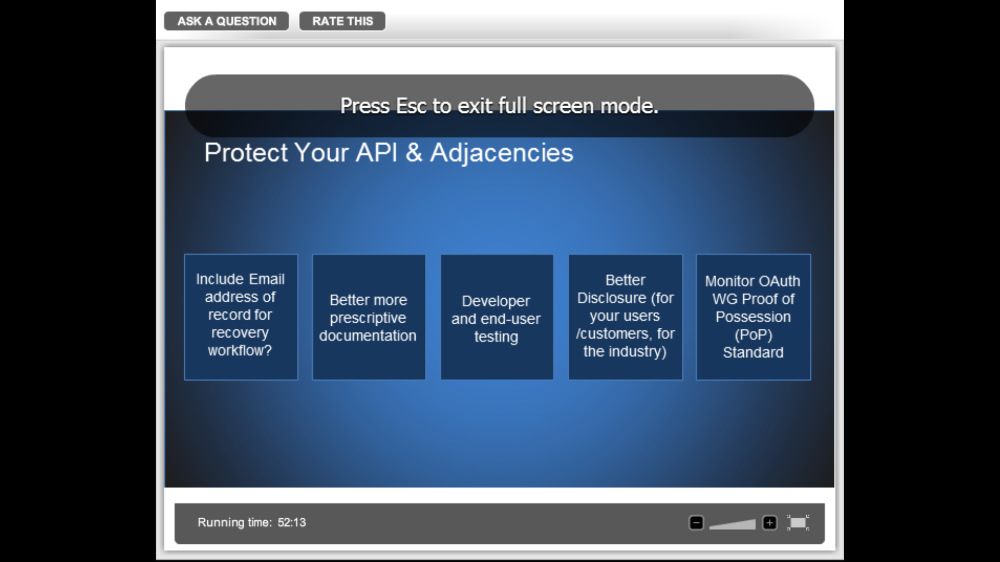 ASK A QUESTION
RATE THIS
Press Esc to exit full screen mode.
Protect Your API & Adjacencies
Include Email
address of
record for
recovery
workflow?
Better more
prescriptive
documentation
Developer
and end-user
testing
Better
Disclosure (for
your users
/customers, for
the industry)
Monitor OAuth
WG Proof of
Possession
(PoP)
Standard
Running time: 52:13